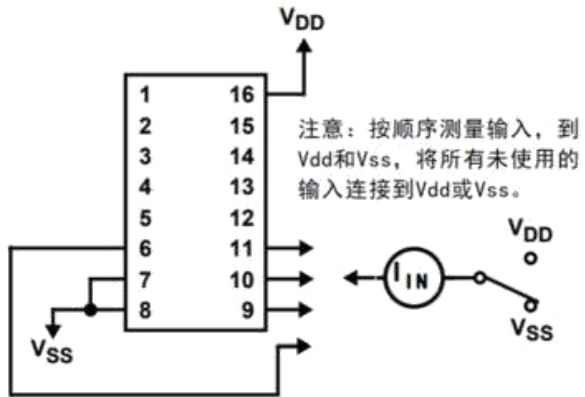 VDD
1 16
2 15
3 14
4 13
5 12
6 11
7 10
8 9
VSS
注意：按顺序测量输入，到
Vdd和Vss，将所有未使用的
输入连接到Vdd或Vss。
VDD
IIN
VSS